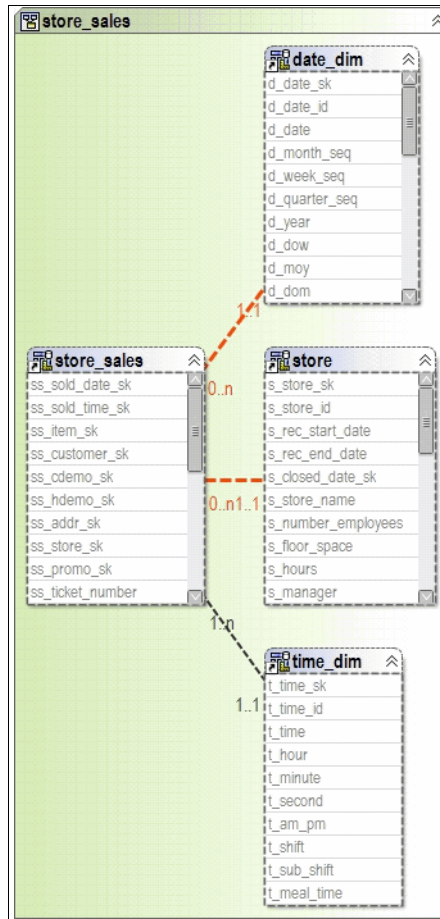 store_sales
date_dim
d_date_sk
d_date_id
d_date
d_month_seq
d_week_seq
d_quarter_seq
d_year
d_dow
d_moy
d_dom
1..1
0..n
store_sales
ss_sold_date_sk
ss_sold_time_sk
ss_item_sk
ss_customer_sk
ss_cdemo_sk
ss_hdemo_sk
ss_addr_sk
ss_store_sk
ss_promo_sk
ss_ticket_number
0..n1..1
store
s_store_sk
s_store_id
s_rec_start_date
s_rec_end_date
s_closed_date_sk
s_store_name
s_number_employees
s_floor_space
s_hours
s_manager
1..n
1..1
time_dim
t_time_sk
t_time_id
t_time
t_hour
t_minute
t_second
t_am_pm
t_shift
t_sub_shift
t_meal_time